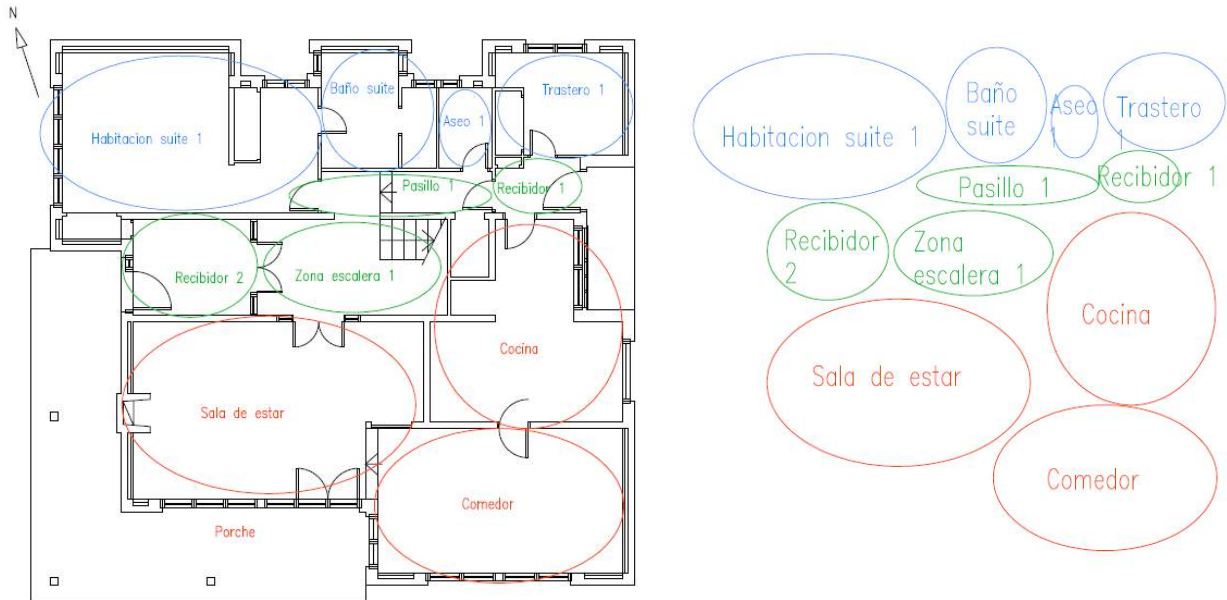 N
Habitacion suite 1
Baño suite
Aseo 1
Trastero 1
Pasillo 1
Recibidor 1
Recibidor 2
Zona escalera 1
Cocina
Sala de estar
Comedor
Porche
Habitacion suite 1
Baño
suite
Aseo
1
Trastero
1
Pasillo 1
Recibidor 1
Recibidor
2
Zona
escalera 1
Cocina
Sala de estar
Comedor